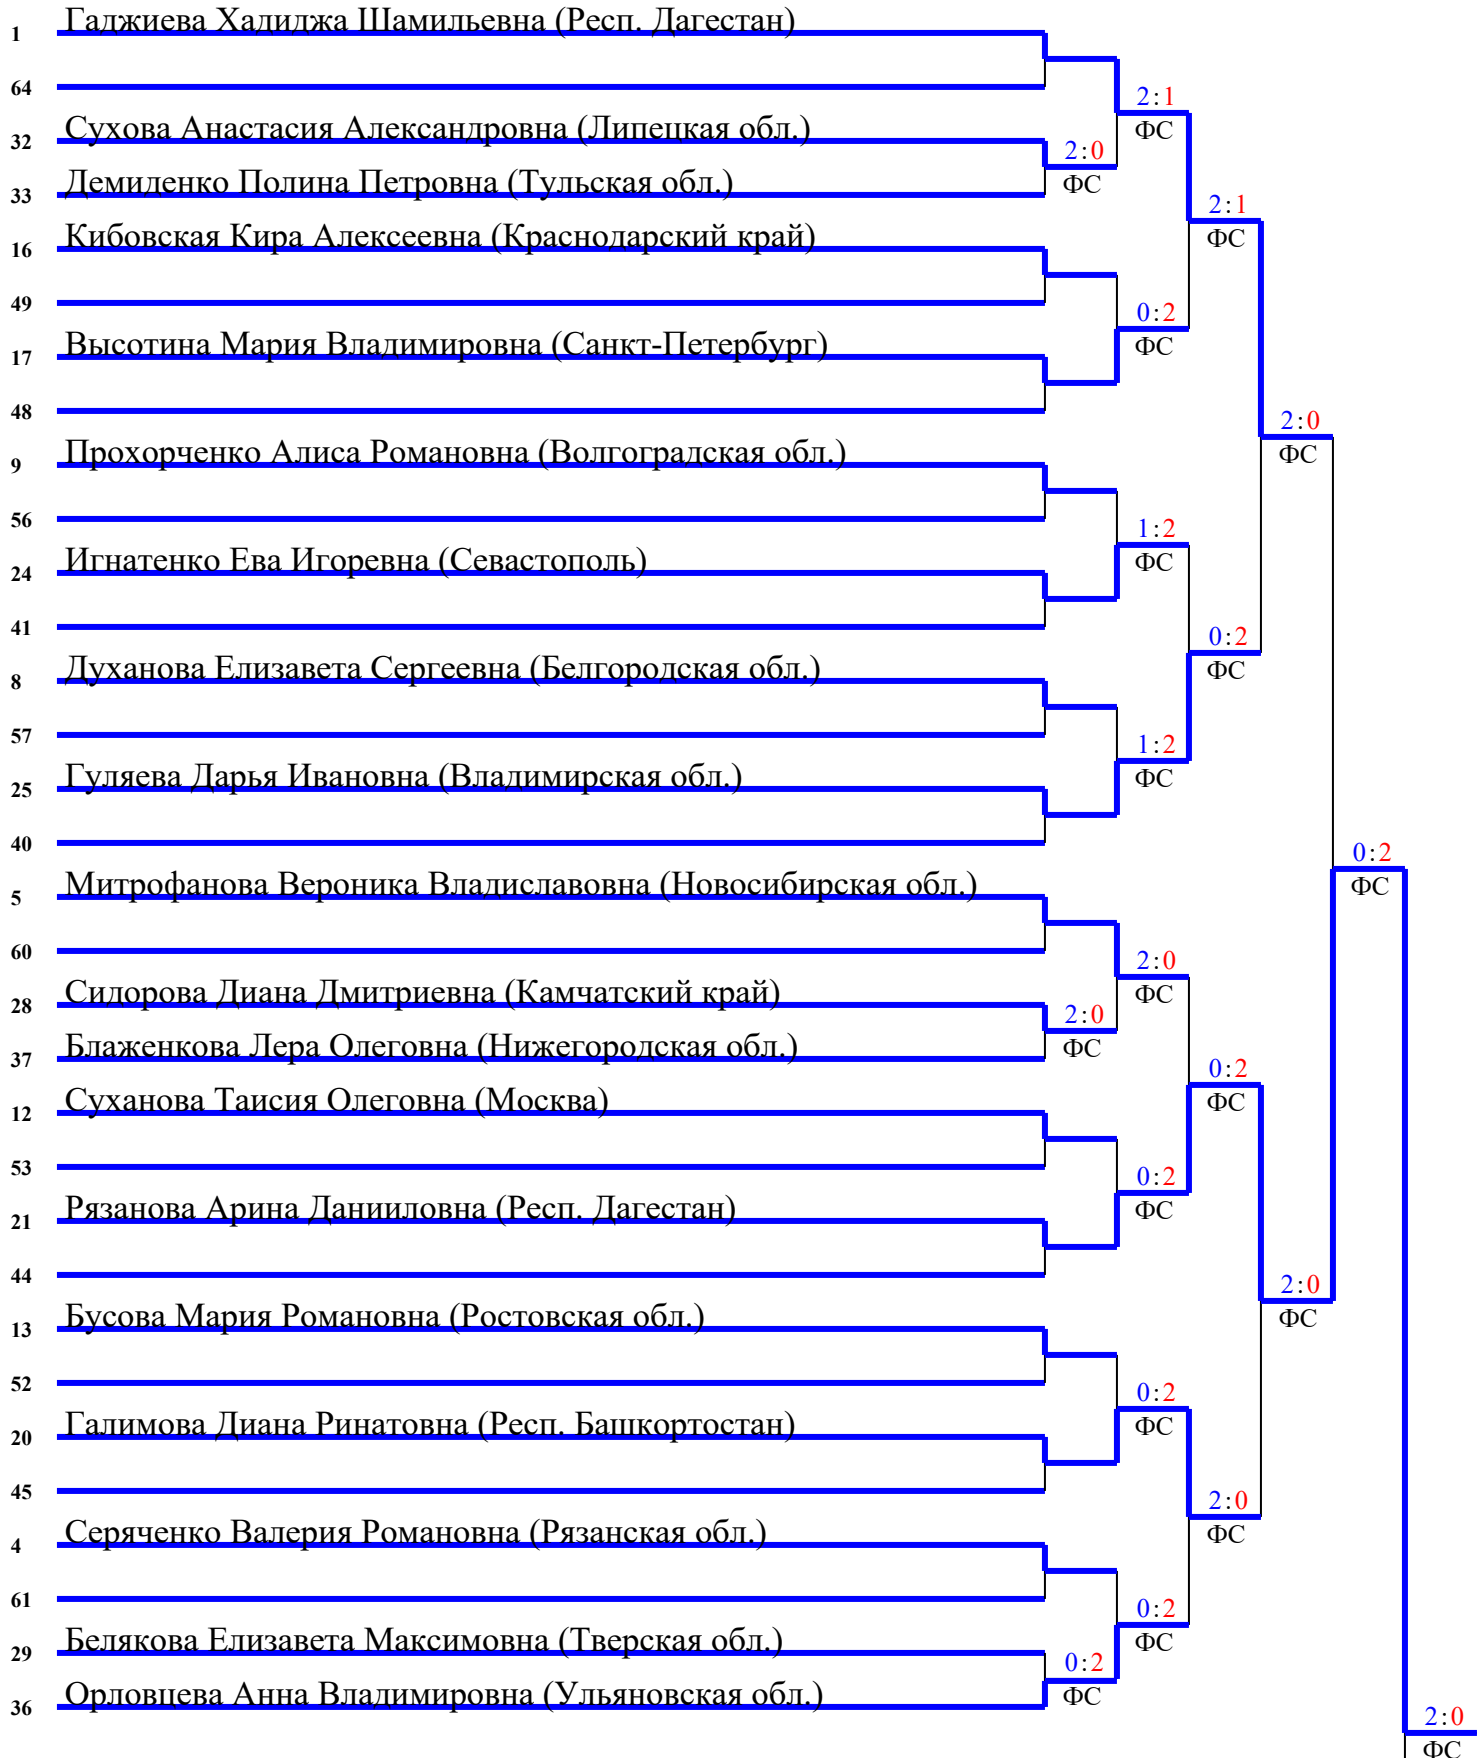 1 Гаджиева Хадиджа Шамильевна (Респ. Дагестан)
64
2:1
ФС
32 Сухова Анастасия Александровна (Липецкая обл.)
2:0
ФС
33 Демиденко Полина Петровна (Тульская обл.)
2:1
ФС
16 Кибовская Кира Алексеевна (Краснодарский край)
49
0:2
ФС
17 Высотина Мария Владимировна (Санкт-Петербург)
48
2:0
ФС
9 Прохорченко Алиса Романовна (Волгоградская обл.)
56
1:2
ФС
24 Игнатенко Ева Игоревна (Севастополь)
41
0:2
ФС
8 Духанова Елизавета Сергеевна (Белгородская обл.)
57
1:2
ФС
25 Гуляева Дарья Ивановна (Владимирская обл.)
40
0:2
ФС
5 Митрофанова Вероника Владиславовна (Новосибирская обл.)
60
2:0
ФС
28 Сидорова Диана Дмитриевна (Камчатский край)
2:0
ФС
37 Блаженкова Лера Олеговна (Нижегородская обл.)
0:2
ФС
12 Суханова Таисия Олеговна (Москва)
53
0:2
ФС
21 Рязанова Арина Данииловна (Респ. Дагестан)
44
2:0
ФС
13 Бусова Мария Романовна (Ростовская обл.)
52
0:2
ФС
20 Галимова Диана Ринатовна (Респ. Башкортостан)
45
2:0
ФС
4 Серяченко Валерия Романовна (Рязанская обл.)
61
0:2
ФС
29 Белякова Елизавета Максимовна (Тверская обл.)
0:2
ФС
36 Орловцева Анна Владимировна (Ульяновская обл.)
2:0
ФС